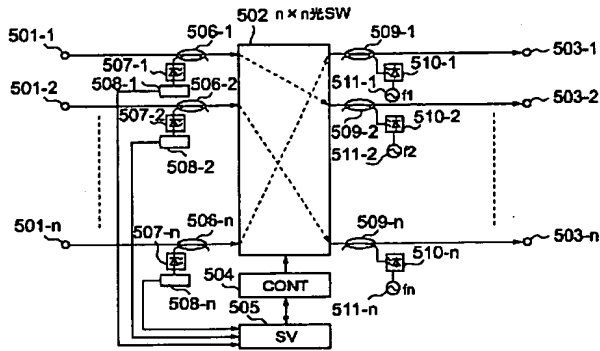 502 n×n光SW
501-1
506-1
509-1
503-1
507-1
508-1
506-2
510-1
511-1
f1
501-2
507-2
503-2
509-2
510-2
511-2
f2
508-2
501-n
507-n
506-n
509-n
503-n
508-n
510-n
511-n
fn
504
CONT
505
SV